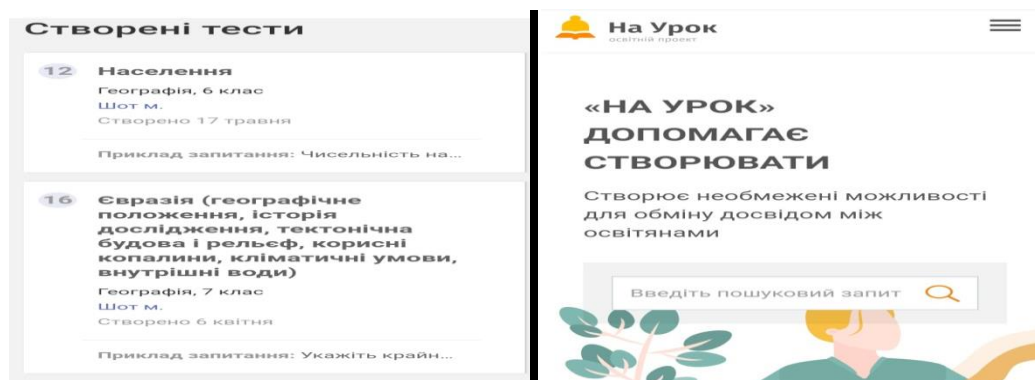 Створені тести
12 Населення
Географія, 6 клас
Шот м.
Створено 17 травня
Приклад запитання: Чисельність на...
16 Євразія (географічне
положення, історія
дослідження, тектонічна
будова і рельєф, корисні
копалини, кліматичні умови,
внутрішні води)
Географія, 7 клас
Шот м.
Створено 6 квітня
Приклад запитання: Укажіть крайн...
На Урок
освітній проект
«НА УРОК»
ДОПОМАГАЄ
СТВОРЮВАТИ
Створює необмежені можливості
для обміну досвідом між
освітянами
Введіть пошуковий запит